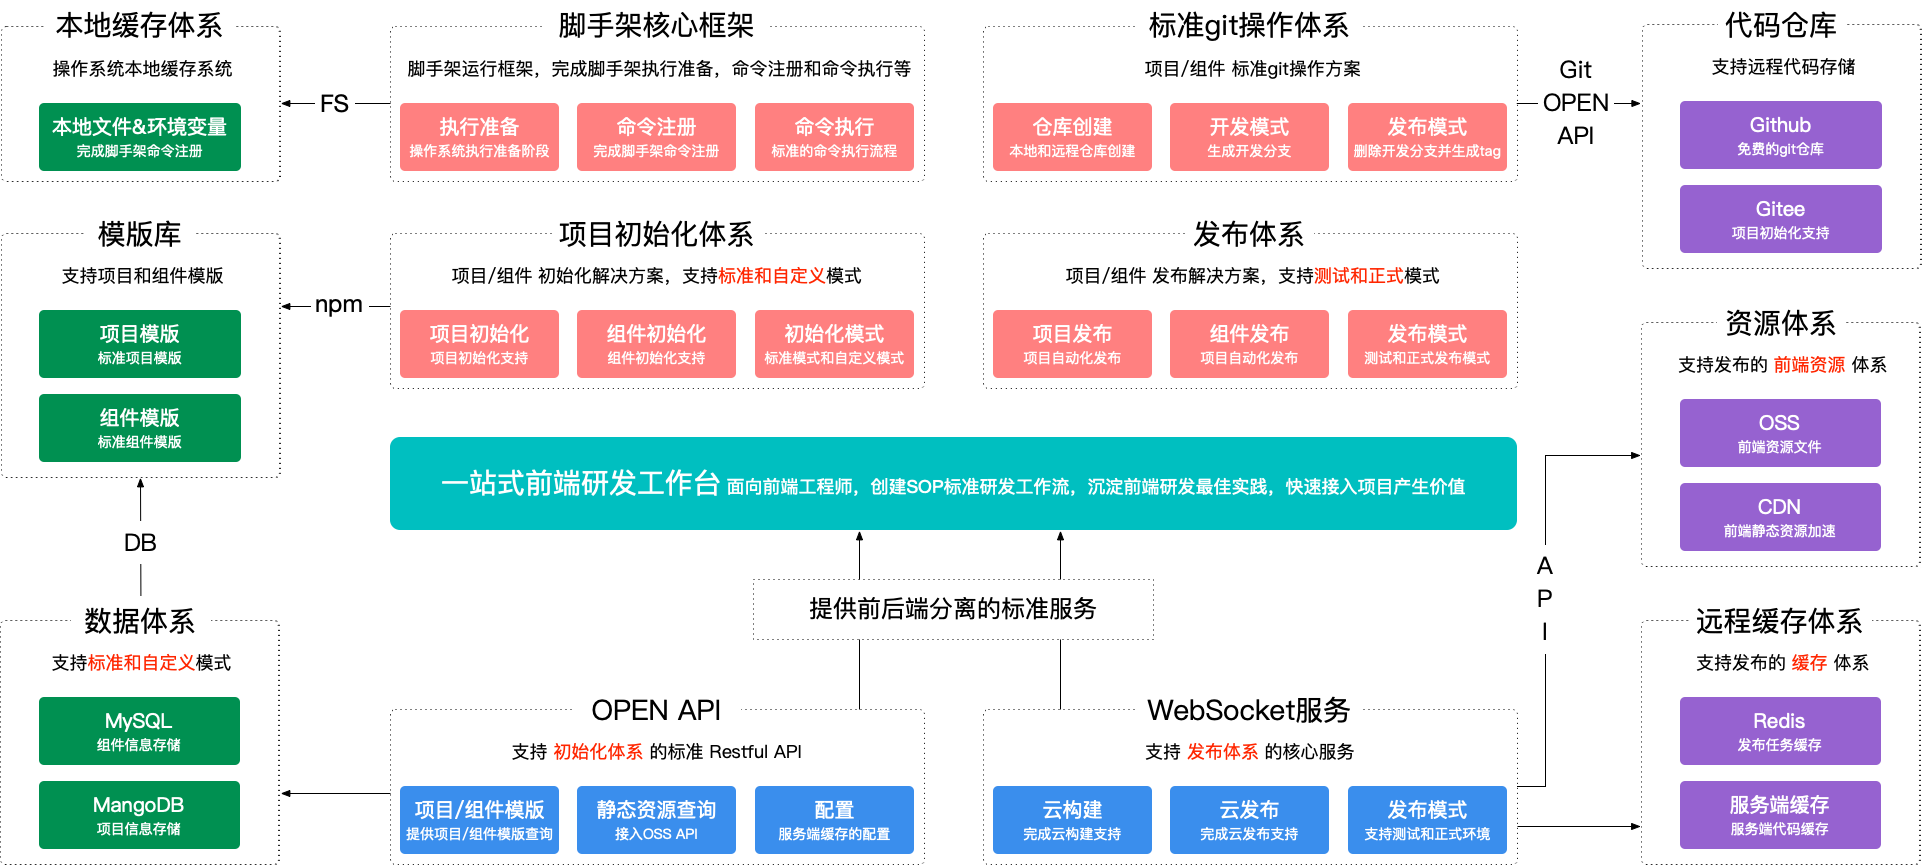 本地缓存体系
操作系统本地缓存系统
本地文件&环境变量
完成脚手架命令注册
FS
脚手架核心框架
脚手架运行框架，完成脚手架执行准备，命令注册和命令执行等
执行准备
操作系统执行准备阶段
命令注册
完成脚手架命令注册
命令执行
标准的命令执行流程
标准git操作体系
项目/组件 标准git操作方案
仓库创建
本地和远程仓库创建
开发模式
生成开发分支
发布模式
删除开发分支并生成tag
Git
OPEN
API
代码仓库
支持远程代码存储
Github
免费的git仓库
Gitee
项目初始化支持
模版库
支持项目和组件模版
项目模版
标准项目模版
组件模版
标准组件模版
npm
项目初始化体系
项目/组件 初始化解决方案，支持标准和自定义模式
项目初始化
项目初始化支持
组件初始化
组件初始化支持
初始化模式
标准模式和自定义模式
发布体系
项目/组件 发布解决方案，支持测试和正式模式
项目发布
项目自动化发布
组件发布
项目自动化发布
发布模式
测试和正式发布模式
资源体系
支持发布的 前端资源 体系
OSS
前端资源文件
CDN
前端静态资源加速
一站式前端研发工作台 面向前端工程师，创建SOP标准研发工作流，沉淀前端研发最佳实践，快速接入项目产生价值
DB
提供前后端分离的标准服务
A
P
I
数据体系
支持标准和自定义模式
MySQL
组件信息存储
MangoDB
项目信息存储
OPEN API
支持 初始化体系 的标准 Restful API
项目/组件模版
提供项目/组件模版查询
静态资源查询
接入OSS API
配置
服务端缓存的配置
WebSocket服务
支持 发布体系 的核心服务
云构建
完成云构建支持
云发布
完成云发布支持
发布模式
支持测试和正式环境
远程缓存体系
支持发布的 缓存 体系
Redis
发布任务缓存
服务端缓存
服务端代码缓存